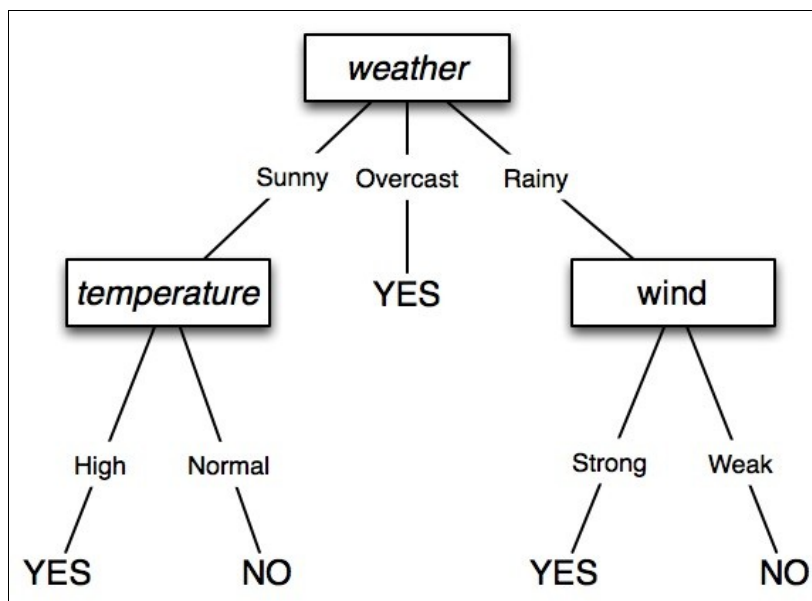 weather
Sunny Overcast Rainy
temperature YES wind
High Normal Strong Weak
YES NO YES NO